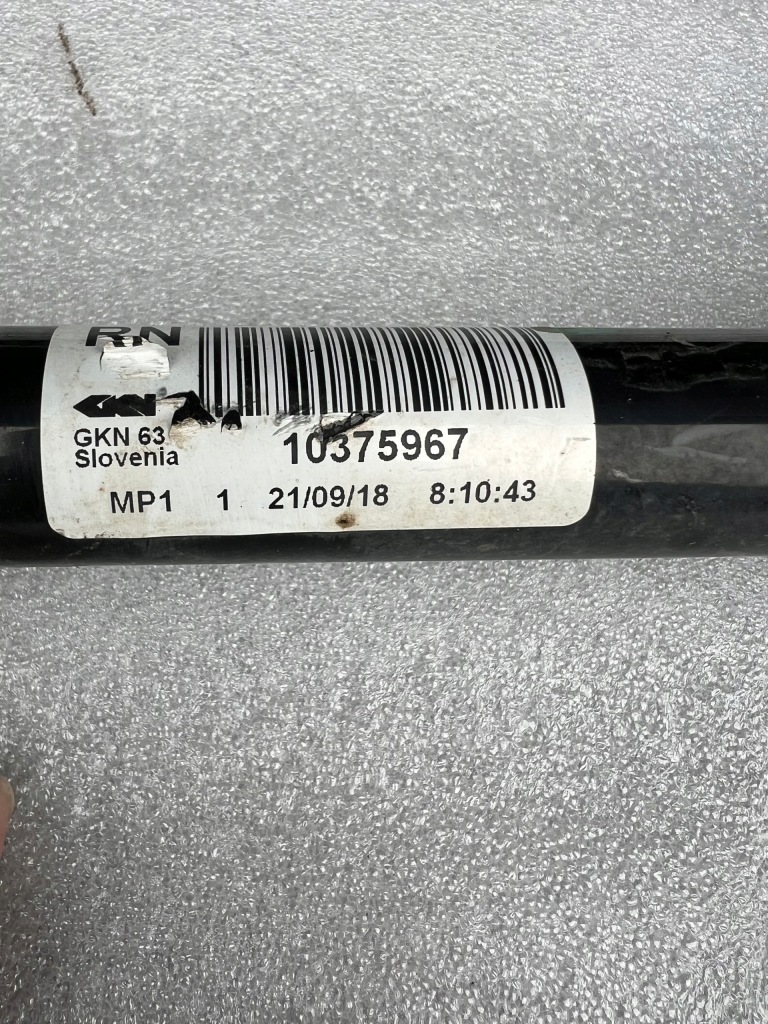 RN
GKN
GKN 63
Slovenia
10375967
MP1 1 21/09/18 8:10:43